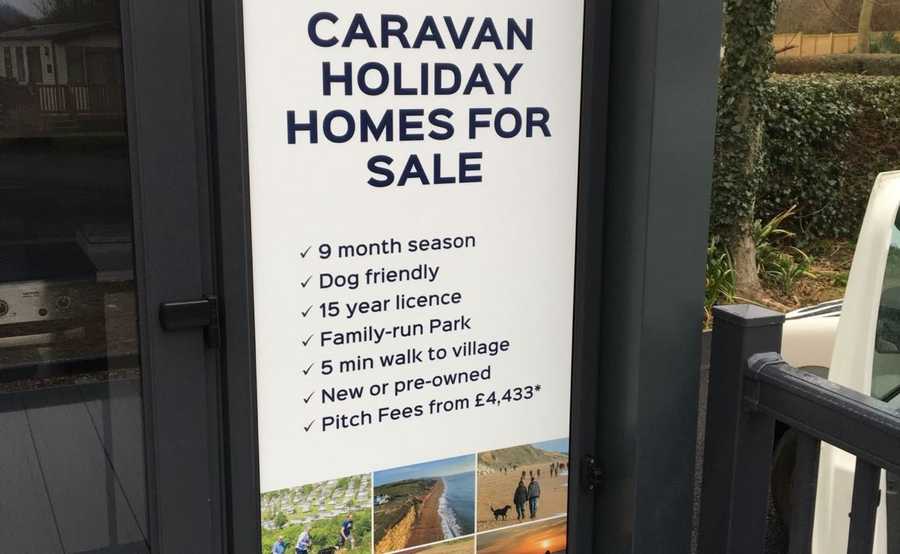 CARAVAN
HOLIDAY
HOMES FOR
SALE
✓ 9 month season
✓ Dog friendly
✓ 15 year licence
✓ Family-run Park
✓ 5 min walk to village
✓ New or pre-owned
✓ Pitch Fees from £4,433*